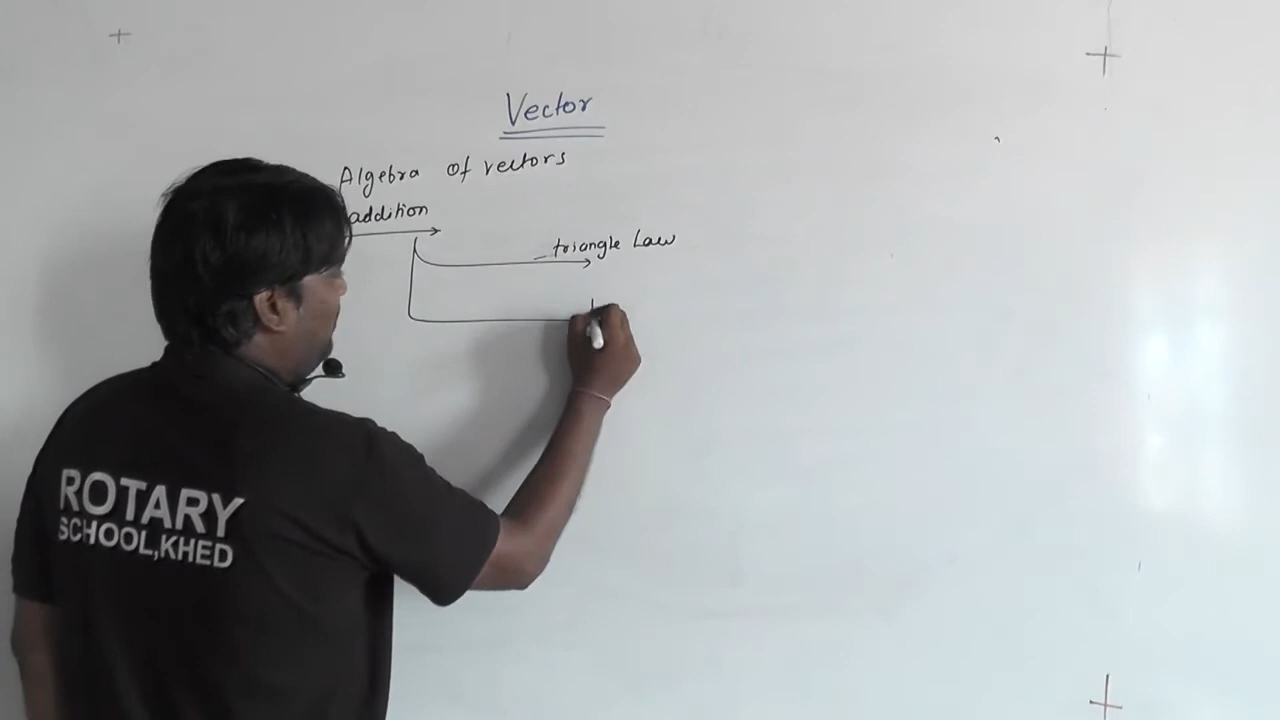 Vector
Algebra of vectors
addition
triangle Law
ROTARY
SCHOOL,KHED